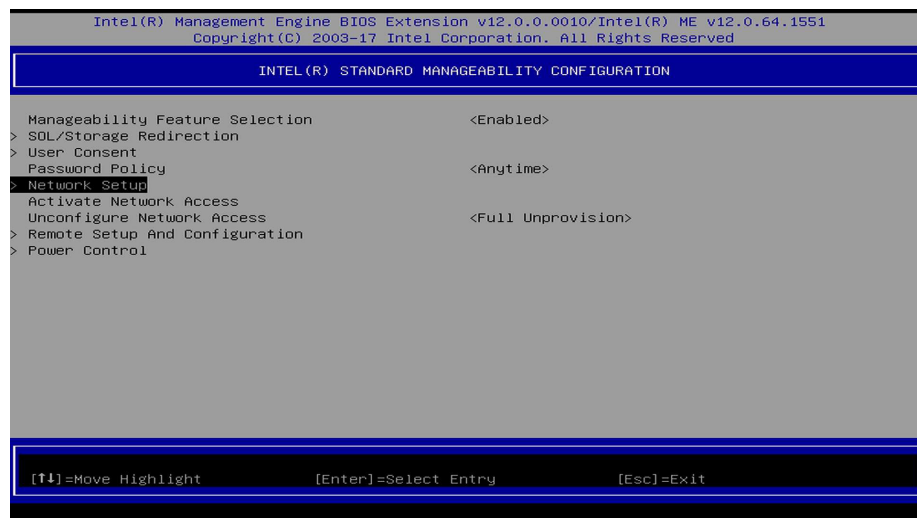 Intel(R) Management Engine BIOS Extension v12.0.0.0010/Intel(R) ME v12.0.64.1551
Copyright(C) 2003-17 Intel Corporation. All Rights Reserved
INTEL(R) STANDARD MANAGEABILITY CONFIGURATION
Manageability Feature Selection <Enabled>
> SOL/Storage Redirection
> User Consent
Password Policy <Anytime>
> Network Setup
Activate Network Access
Unconfigure Network Access <Full Unprovision>
> Remote Setup And Configuration
> Power Control
[↑↓]=Move Highlight [Enter]=Select Entry [Esc]=Exit